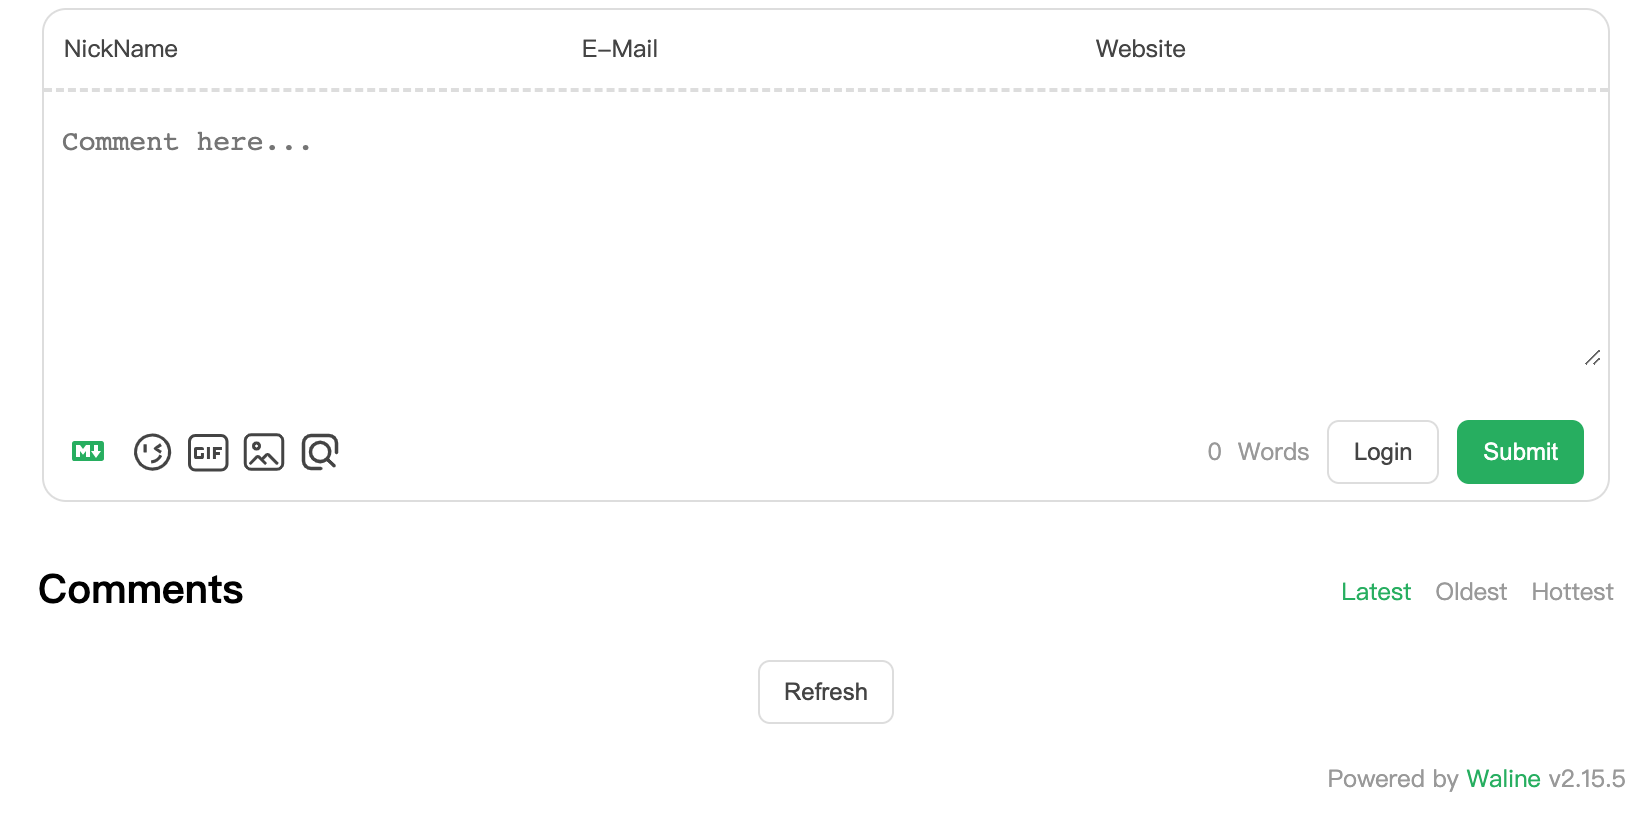 NickName E-Mail Website
Comment here...
M↓ GIF 0 Words Login Submit
Comments Latest Oldest Hottest
Refresh
Powered by Waline v2.15.5